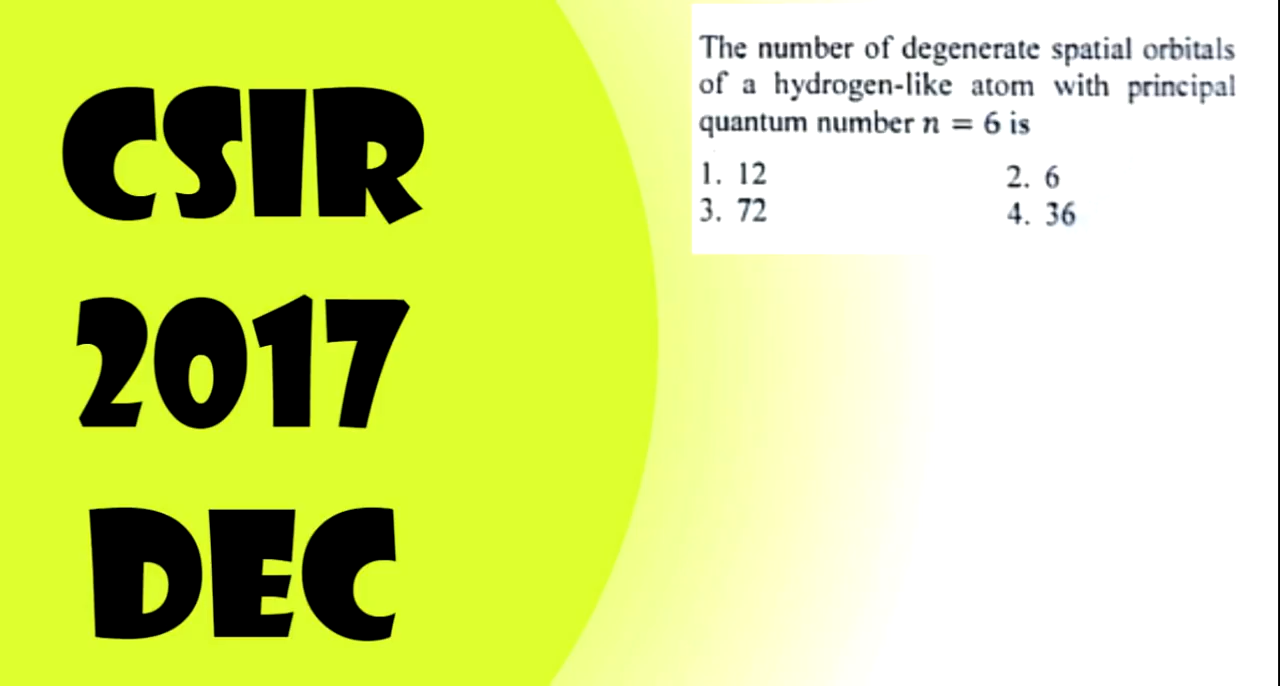 CSIR
2017
DEC
The number of degenerate spatial orbitals
of a hydrogen-like atom with principal
quantum number n = 6 is
1. 12 2. 6
3. 72 4. 36